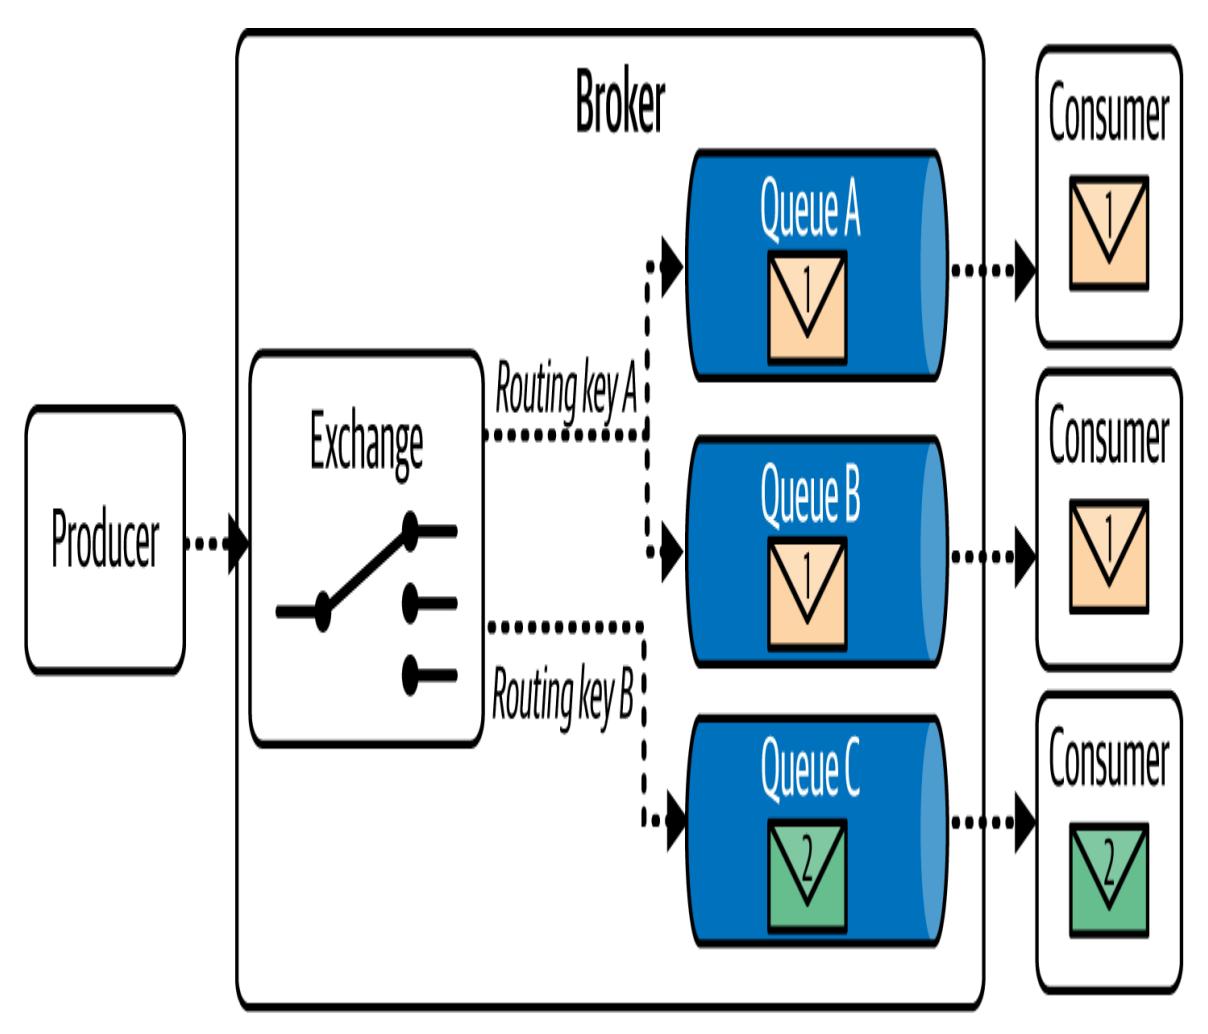 Broker
Producer
Exchange
Routing key A
Routing key B
Queue A
1
Queue B
1
Queue C
2
Consumer
1
Consumer
1
Consumer
2